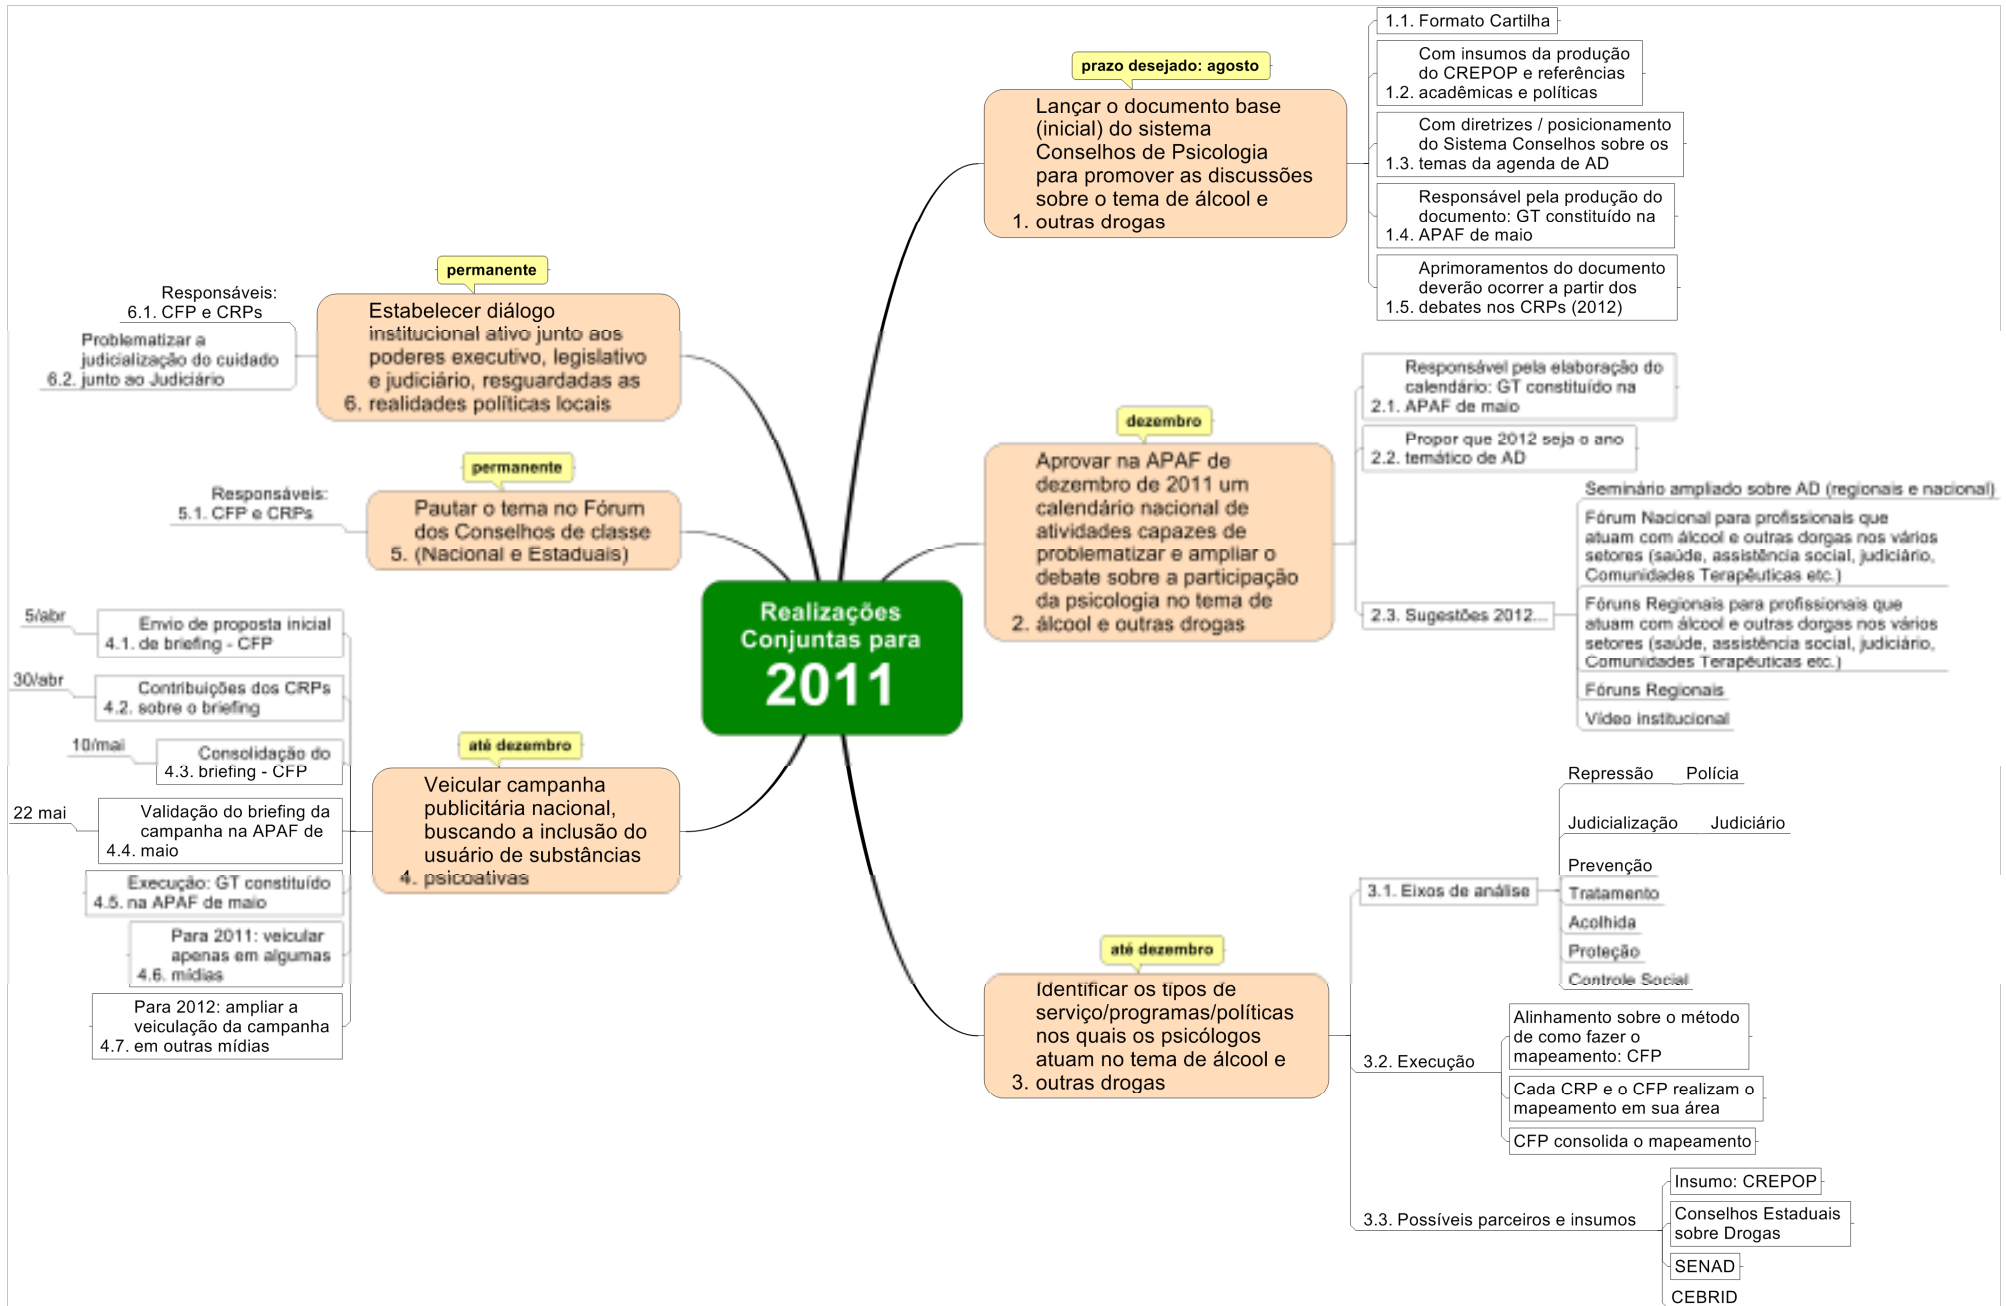 Realizações
Conjuntas para
2011
prazo desejado: agosto
Lançar o documento base
(inicial) do sistema
Conselhos de Psicologia
para promover as discussões
sobre o tema de álcool e
1. outras drogas
1.1. Formato Cartilha
Com insumos da produção
do CREPOP e referências
1.2. acadêmicas e políticas
Com diretrizes / posicionamento
do Sistema Conselhos sobre os
1.3. temas da agenda de AD
Responsável pela produção do
documento: GT constituído na
1.4. APAF de maio
Aprimoramentos do documento
deverão ocorrer a partir dos
1.5. debates nos CRPs (2012)
dezembro
Aprovar na APAF de
dezembro de 2011 um
calendário nacional de
atividades capazes de
problematizar e ampliar o
debate sobre a participação
da psicologia no tema de
2. álcool e outras drogas
Responsável pela elaboração do
calendário: GT constituído na
2.1. APAF de maio
Propor que 2012 seja o ano
2.2. temático de AD
2.3. Sugestões 2012...
Seminário ampliado sobre AD (regionais e nacional)
Fórum Nacional para profissionais que
atuam com álcool e outras dorgas nos vários
setores (saúde, assistência social, judiciário,
Comunidades Terapêuticas etc.)
Fóruns Regionais para profissionais que
atuam com álcool e outras dorgas nos vários
setores (saúde, assistência social, judiciário,
Comunidades Terapêuticas etc.)
Fóruns Regionais
Vídeo institucional
até dezembro
Identificar os tipos de
serviço/programas/políticas
nos quais os psicólogos
atuam no tema de álcool e
3. outras drogas
3.1. Eixos de análise
Repressão Polícia
Judicialização Judiciário
Prevenção
Tratamento
Acolhida
Proteção
Controle Social
3.2. Execução
Alinhamento sobre o método
de como fazer o
mapeamento: CFP
Cada CRP e o CFP realizam o
mapeamento em sua área
CFP consolida o mapeamento
3.3. Possíveis parceiros e insumos
Insumo: CREPOP
Conselhos Estaduais
sobre Drogas
SENAD
CEBRID
até dezembro
Veicular campanha
publicitária nacional,
buscando a inclusão do
usuário de substâncias
4. psicoativas
5/abr
Envio de proposta inicial
4.1. de briefing - CFP
30/abr
Contribuições dos CRPs
4.2. sobre o briefing
10/mai
Consolidação do
4.3. briefing - CFP
22 mai
Validação do briefing da
campanha na APAF de
4.4. maio
Execução: GT constituído
4.5. na APAF de maio
Para 2011: veicular
apenas em algumas
4.6. mídias
Para 2012: ampliar a
veiculação da campanha
4.7. em outras mídias
permanente
Pautar o tema no Fórum
dos Conselhos de classe
5. (Nacional e Estaduais)
Responsáveis:
5.1. CFP e CRPs
permanente
Estabelecer diálogo
institucional ativo junto aos
poderes executivo, legislativo
e judiciário, resguardadas as
6. realidades políticas locais
Responsáveis:
6.1. CFP e CRPs
Problematizar a
judicialização do cuidado
6.2. junto ao Judiciário